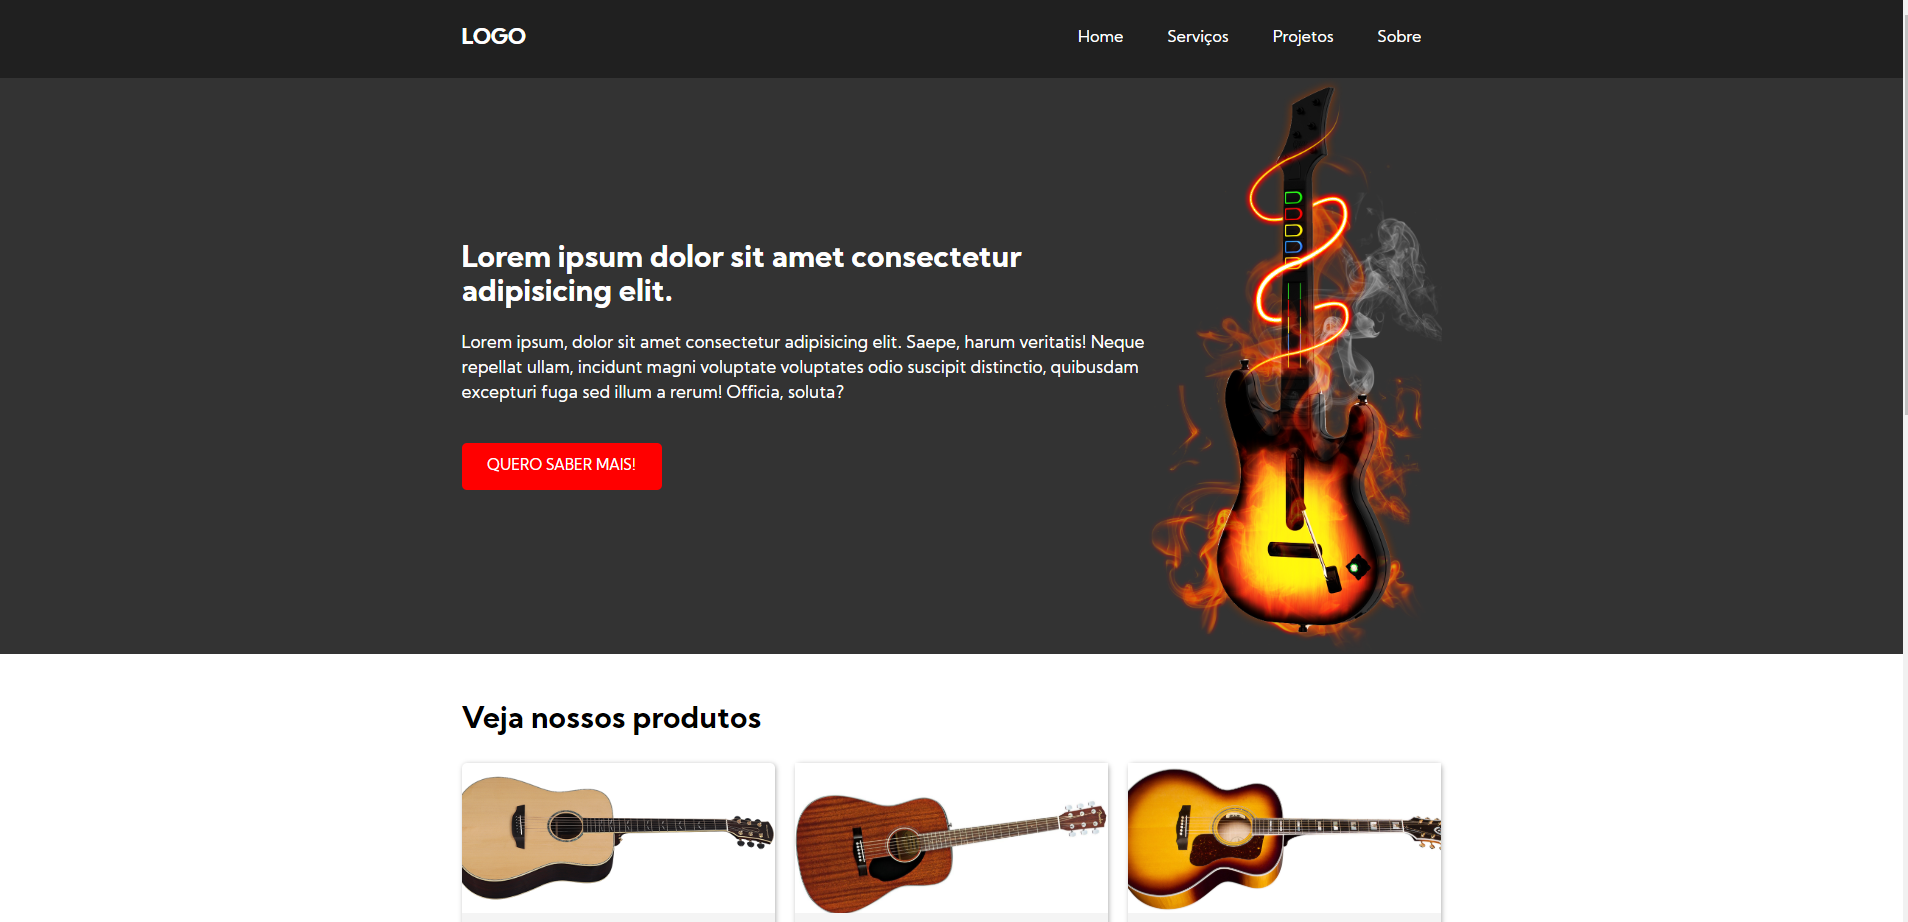 LOGO
Home Serviços Projetos Sobre
Lorem ipsum dolor sit amet consectetur
adipisicing elit.
Lorem ipsum, dolor sit amet consectetur adipisicing elit. Saepe, harum veritatis! Neque
repellat ullam, incidunt magni voluptate voluptates odio suscipit distinctio, quibusdam
excepturi fuga sed illum a rerum! Officia, soluta?
QUERO SABER MAIS!
Veja nossos produtos